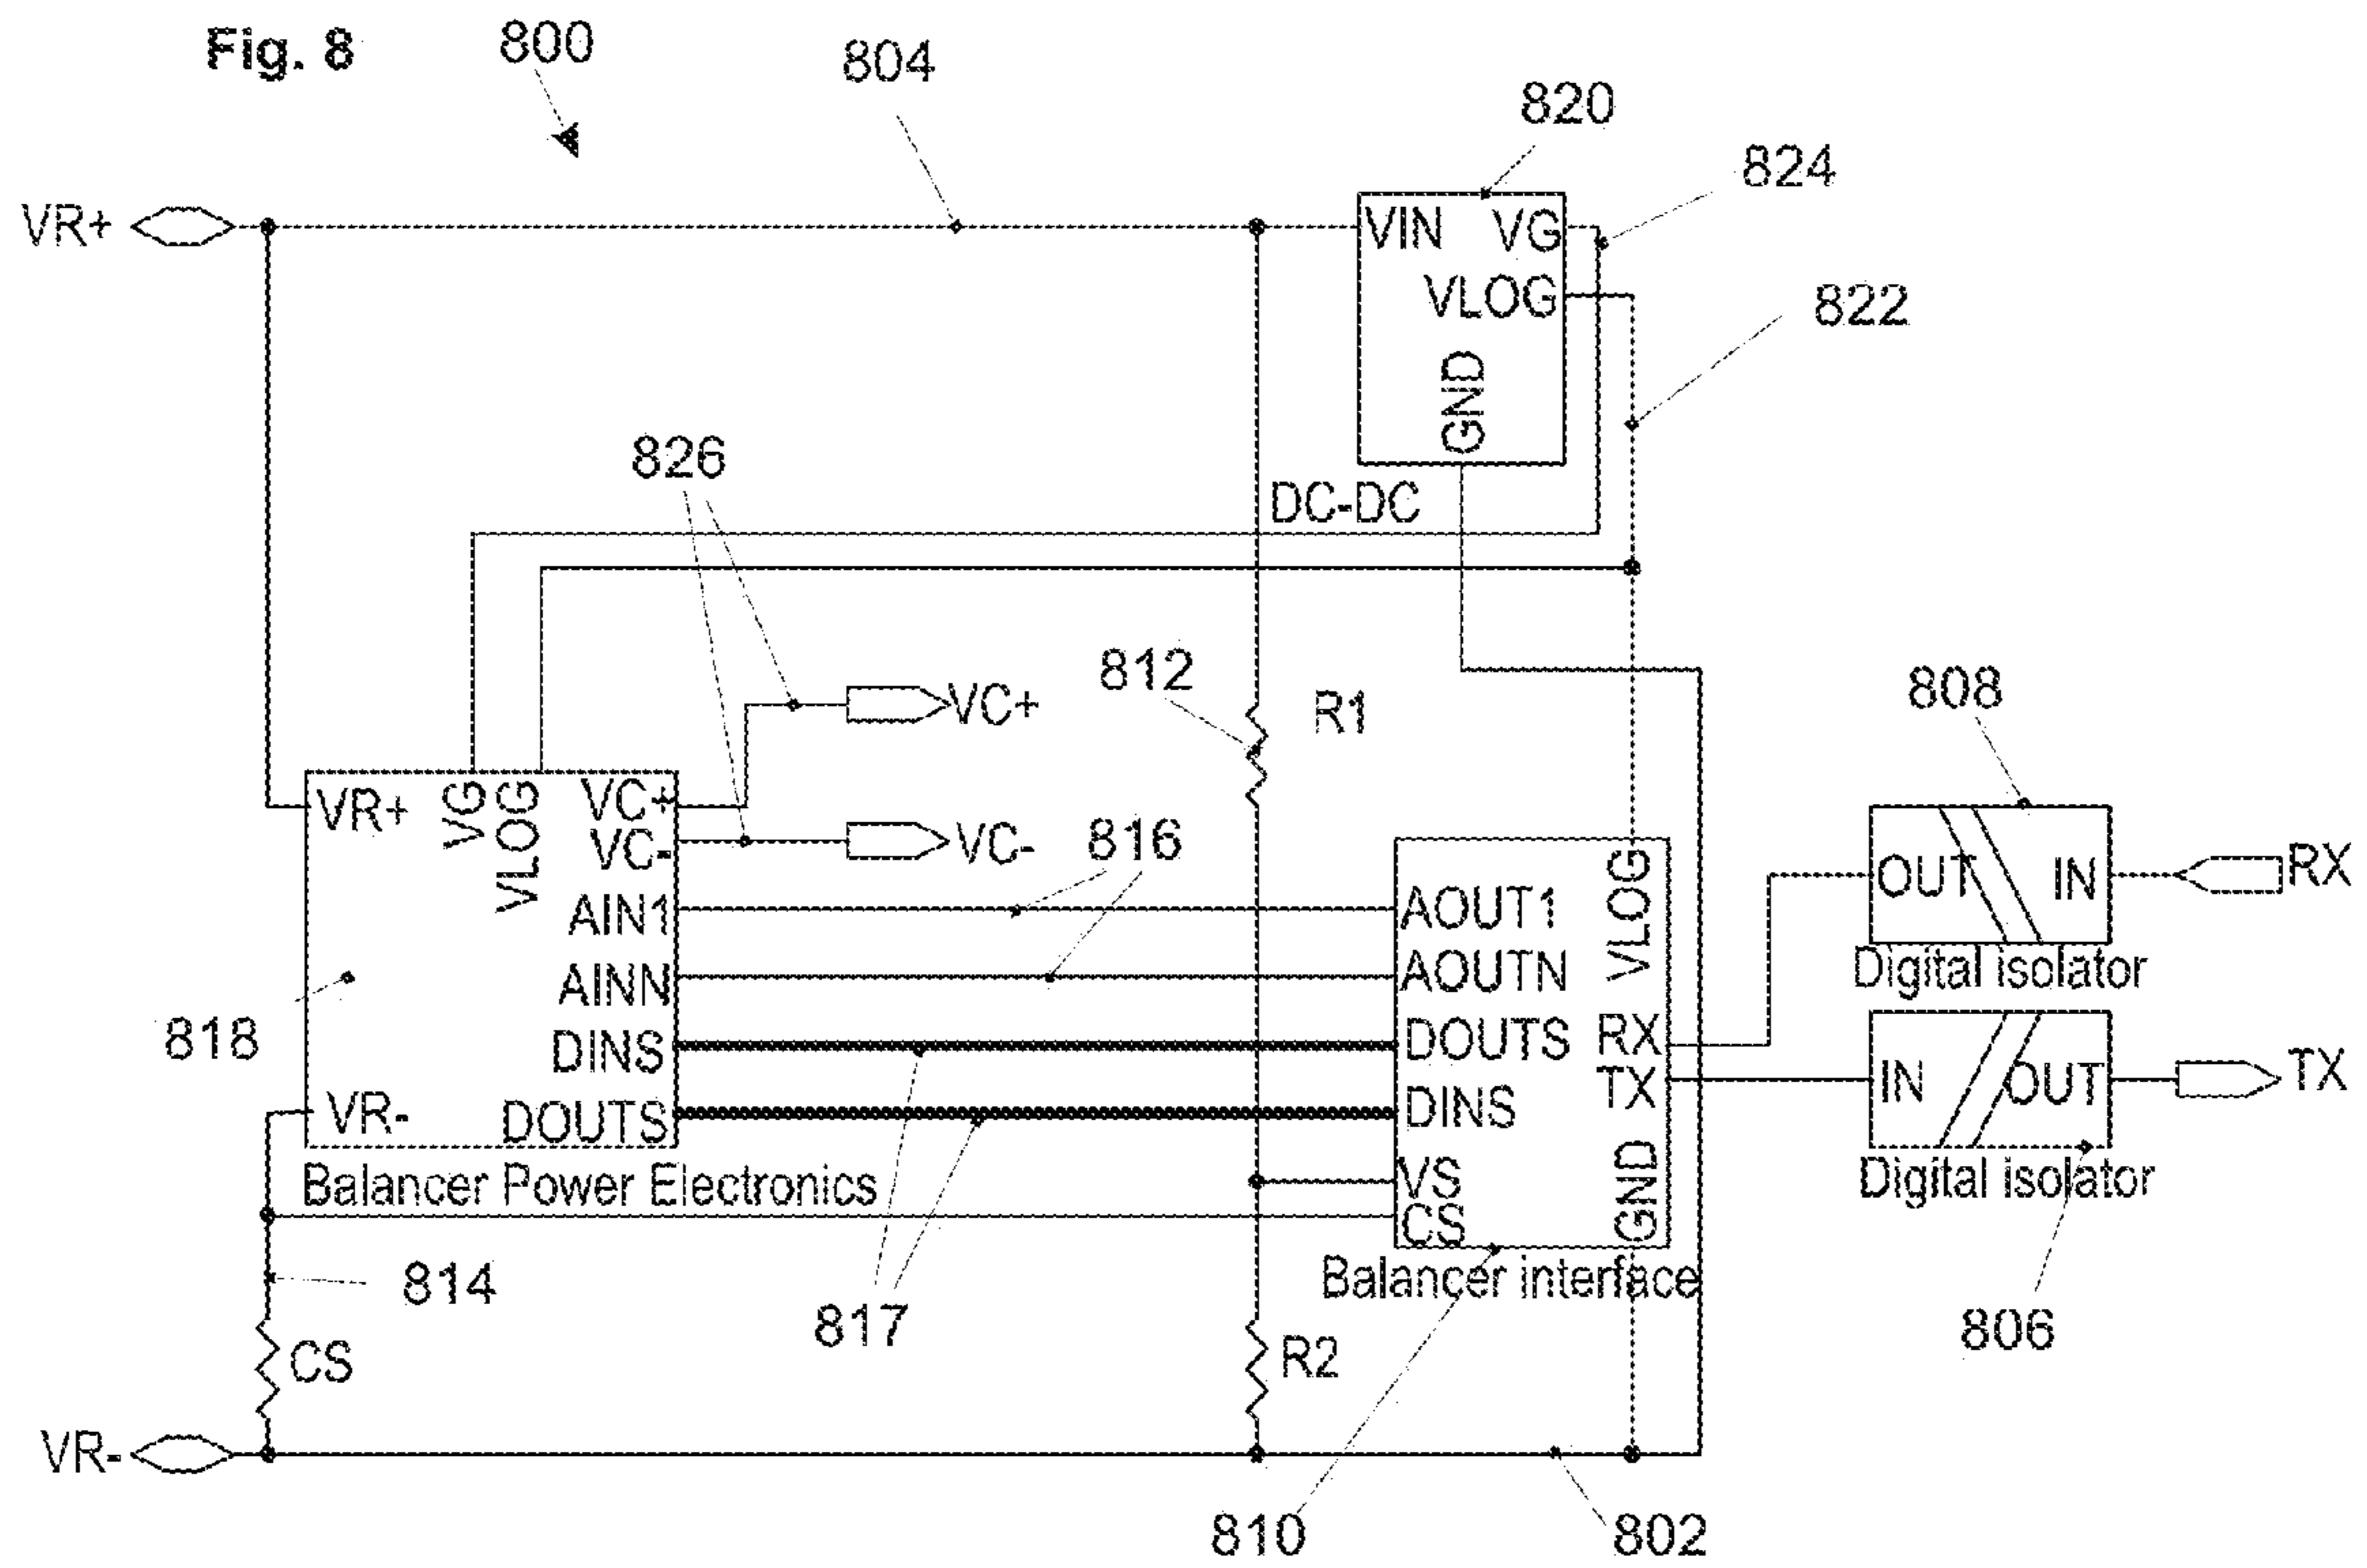 Fig. 8
800
804
820
824
VR+
VIN
VG
VLOG
822
GND
826
DC-DC
812
VC+
R1
808
VR+
VG
VLOG
VC+
VC-
VC-
816
AIN1
AOUT1
VLOG
OUT
IN
RX
Digital isolator
AINN
AOUTN
818
DINS
DOUTS
RX
TX
IN
OUT
TX
VR-
DOUTS
DINS
GND
Digital isolator
Balancer Power Electronics
VS
CS
814
817
Balancer interface
806
CS
R2
VR-
810
802